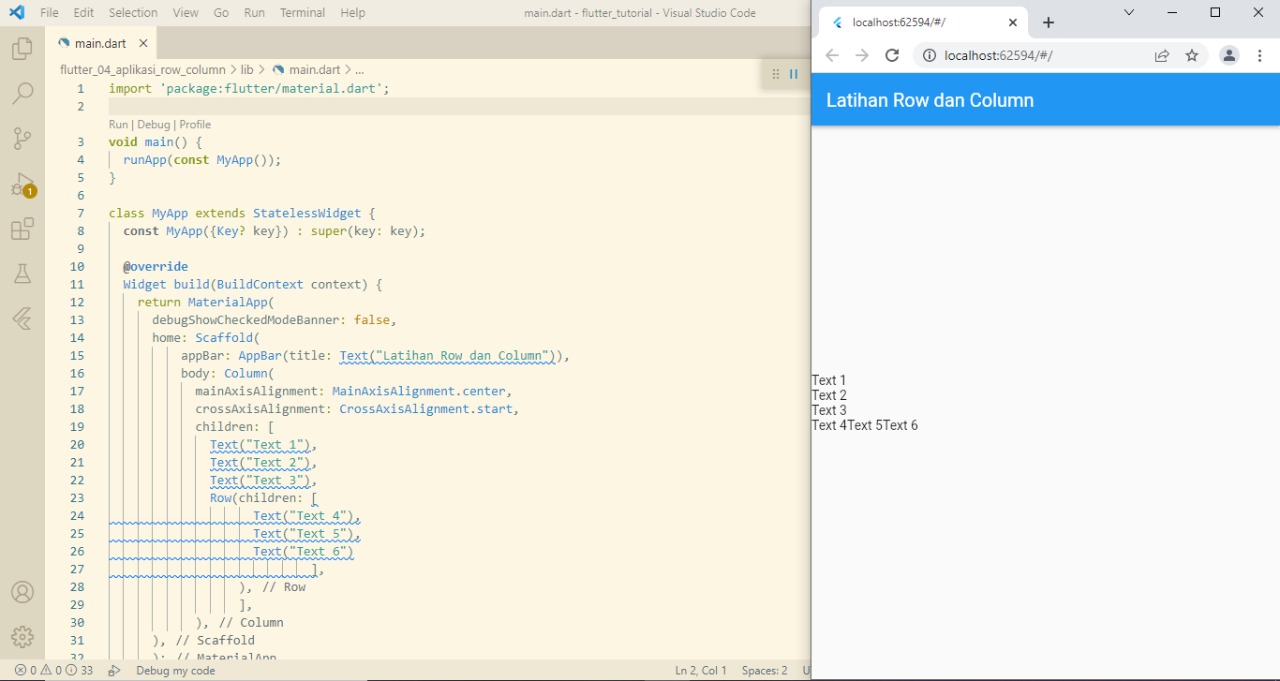 File Edit Selection View Go Run Terminal Help
main.dart - flutter_tutorial - Visual Studio Code
main.dart
flutter_04_aplikasi_row_column > lib > main.dart > ...
1 import 'package:flutter/material.dart';
2
Run | Debug | Profile
3 void main() {
4 runApp(const MyApp());
5 }
6
7 class MyApp extends StatelessWidget {
8 const MyApp({Key? key}) : super(key: key);
9
10 @override
11 Widget build(BuildContext context) {
12 return MaterialApp(
13 debugShowCheckedModeBanner: false,
14 home: Scaffold(
15 appBar: AppBar(title: Text("Latihan Row dan Column")),
16 body: Column(
17 mainAxisAlignment: MainAxisAlignment.center,
18 crossAxisAlignment: CrossAxisAlignment.start,
19 children: [
20 Text("Text 1"),
21 Text("Text 2"),
22 Text("Text 3"),
23 Row(children: [
24 Text("Text 4"),
25 Text("Text 5"),
26 Text("Text 6")
27 ],
28 ), // Row
29 ],
30 ), // Column
31 ), // Scaffold
32 ); // MaterialApp
1
0 0 33 Debug my code
Ln 2, Col 1 Spaces: 2 U
localhost:62594/#/
localhost:62594/#/
Latihan Row dan Column
Text 1
Text 2
Text 3
Text 4Text 5Text 6